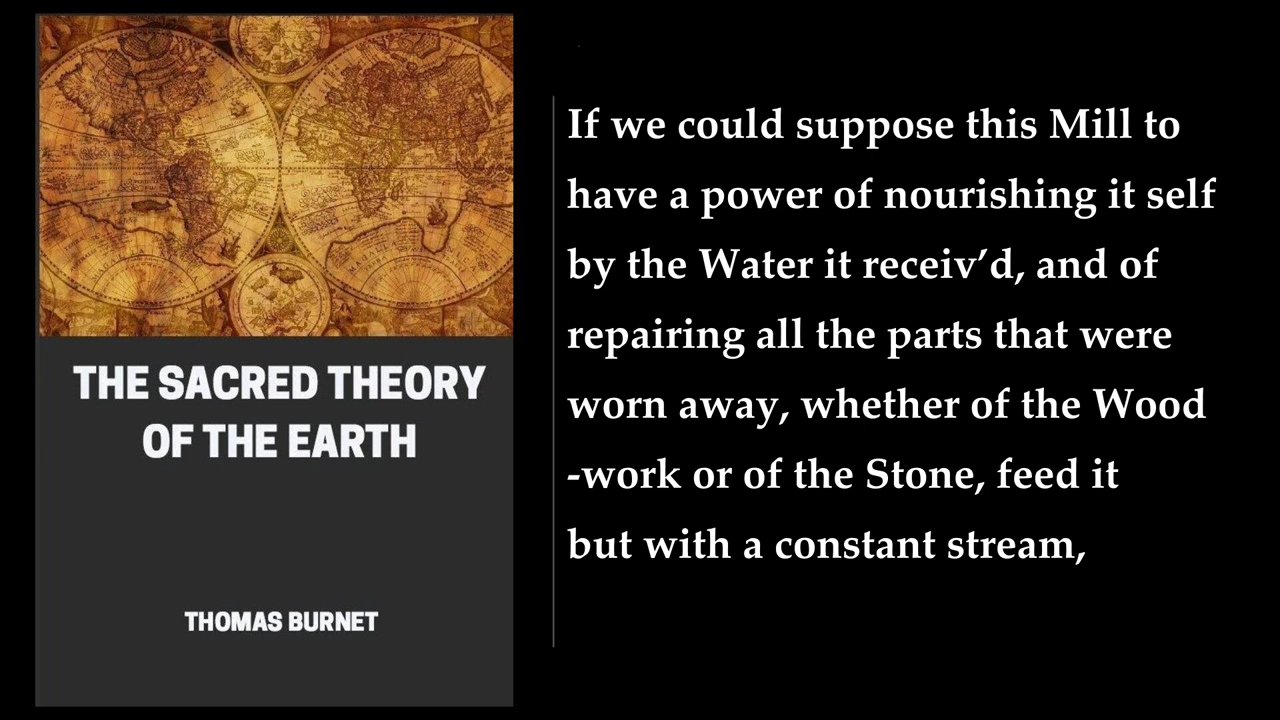 THE SACRED THEORY
OF THE EARTH
THOMAS BURNET
If we could suppose this Mill to
have a power of nourishing it self
by the Water it receiv’d, and of
repairing all the parts that were
worn away, whether of the Wood
-work or of the Stone, feed it
but with a constant stream,